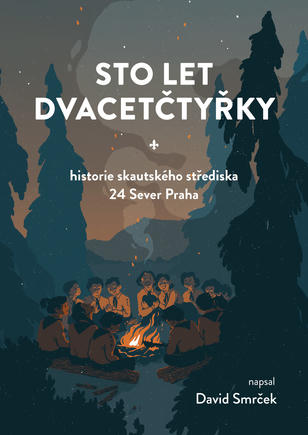 STO LET
DVACETČTYŘKY
historie skautského střediska
24 Sever Praha
napsal
David Smrček